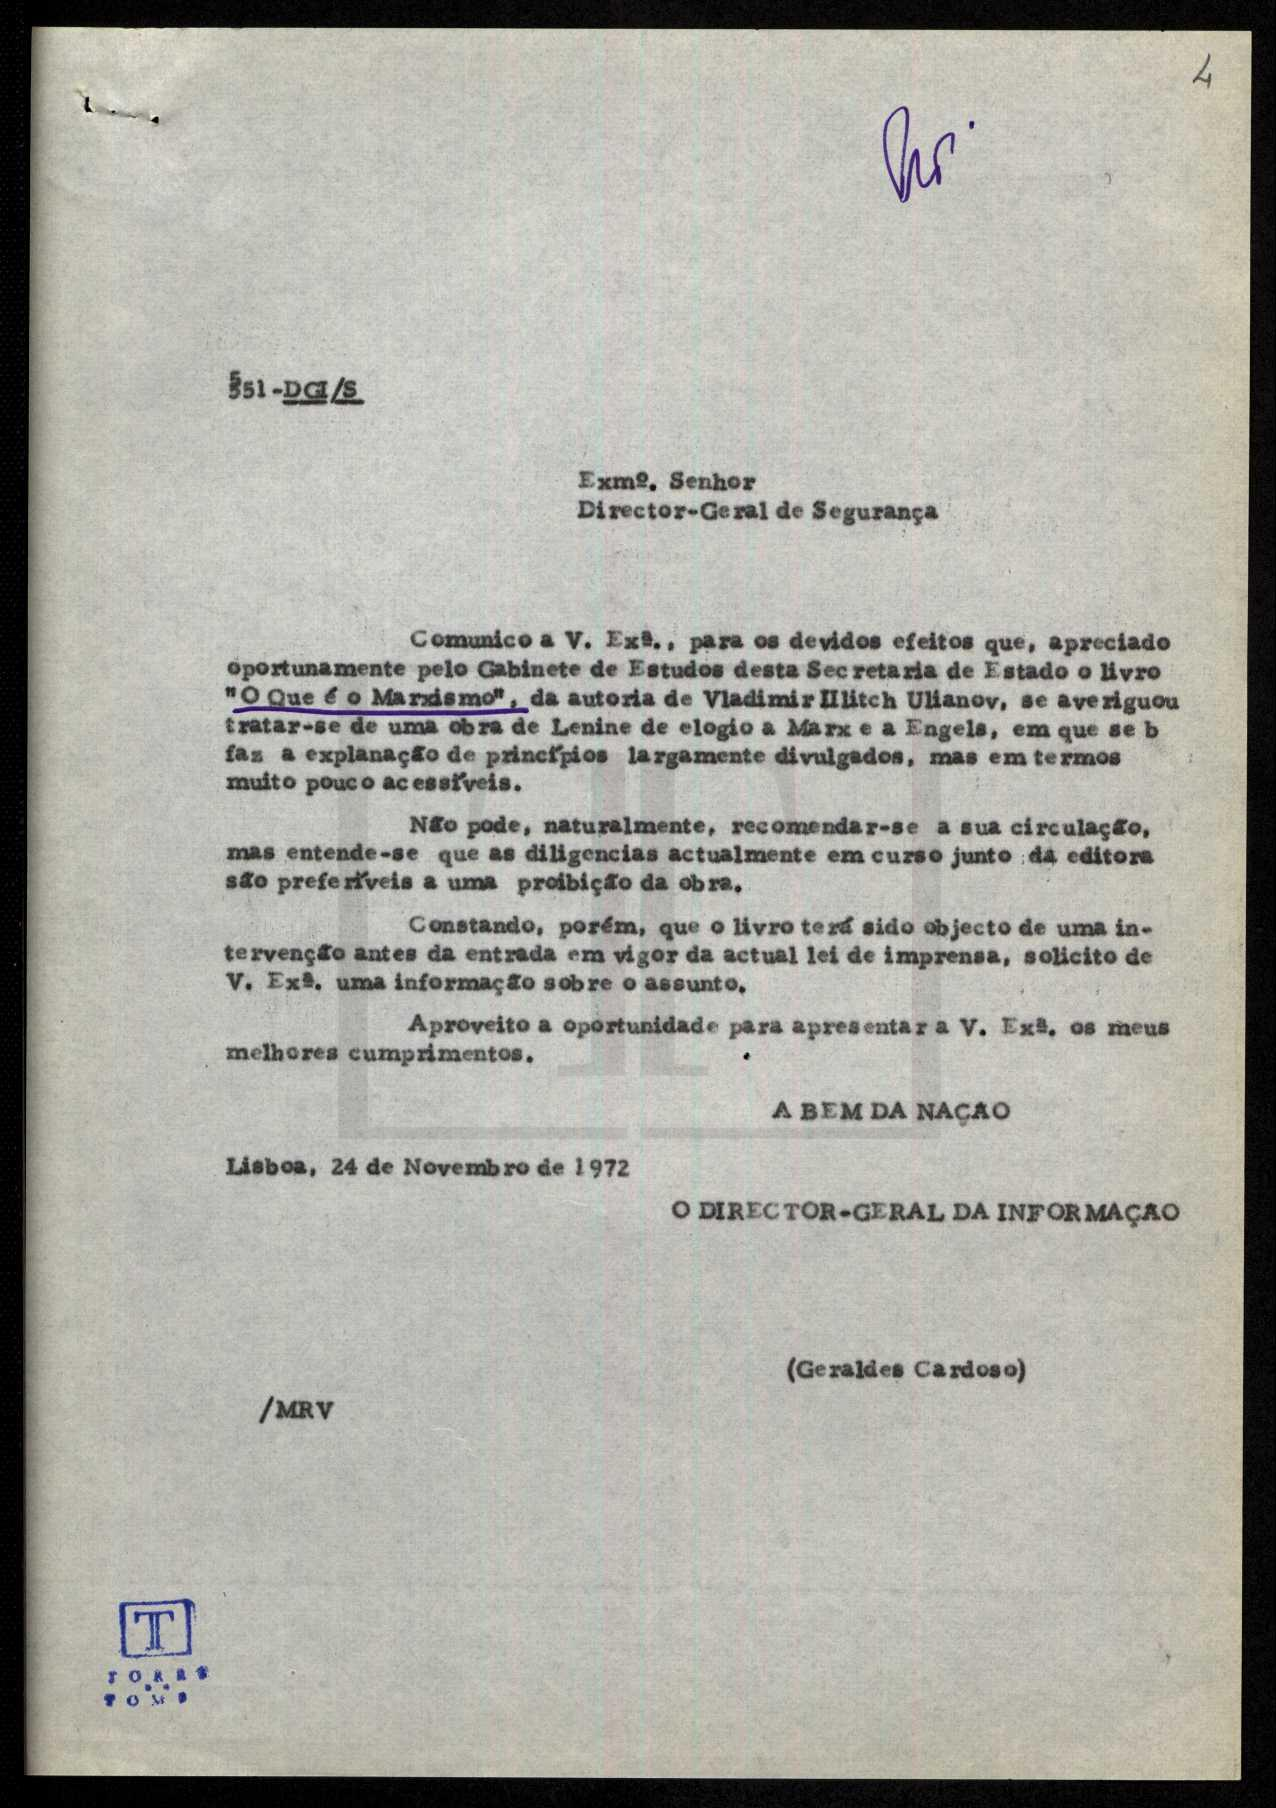 4
551-DGI/S
Exmº. Senhor
Director-Geral de Segurança
Comunico a V. Exª., para os devidos efeitos que, apreciado
oportunamente pelo Gabinete de Estudos desta Secretaria de Estado o livro
"O Que é o Marxismo", da autoria de Vladimir Ilitch Ulianov, se averiguou
tratar-se de uma obra de Lenine de elogio a Marx e a Engels, em que se b
faz a explanação de princípios largamente divulgados, mas em termos
muito pouco acessíveis.
Não pode, naturalmente, recomendar-se a sua circulação,
mas entende-se que as diligencias actualmente em curso junto da editora
são preferíveis a uma proibição da obra.
Constando, porém, que o livro terá sido objecto de uma in-
tervenção antes da entrada em vigor da actual lei de imprensa, solicito de
V. Exª. uma informação sobre o assunto.
Aproveito a oportunidade para apresentar a V. Exª. os meus
melhores cumprimentos.
A BEM DA NAÇAO
Lisboa, 24 de Novembro de 1972
O DIRECTOR-GERAL DA INFORMAÇAO
(Geraldes Cardoso)
/MRV
T
TORRE
DO
TOMBO